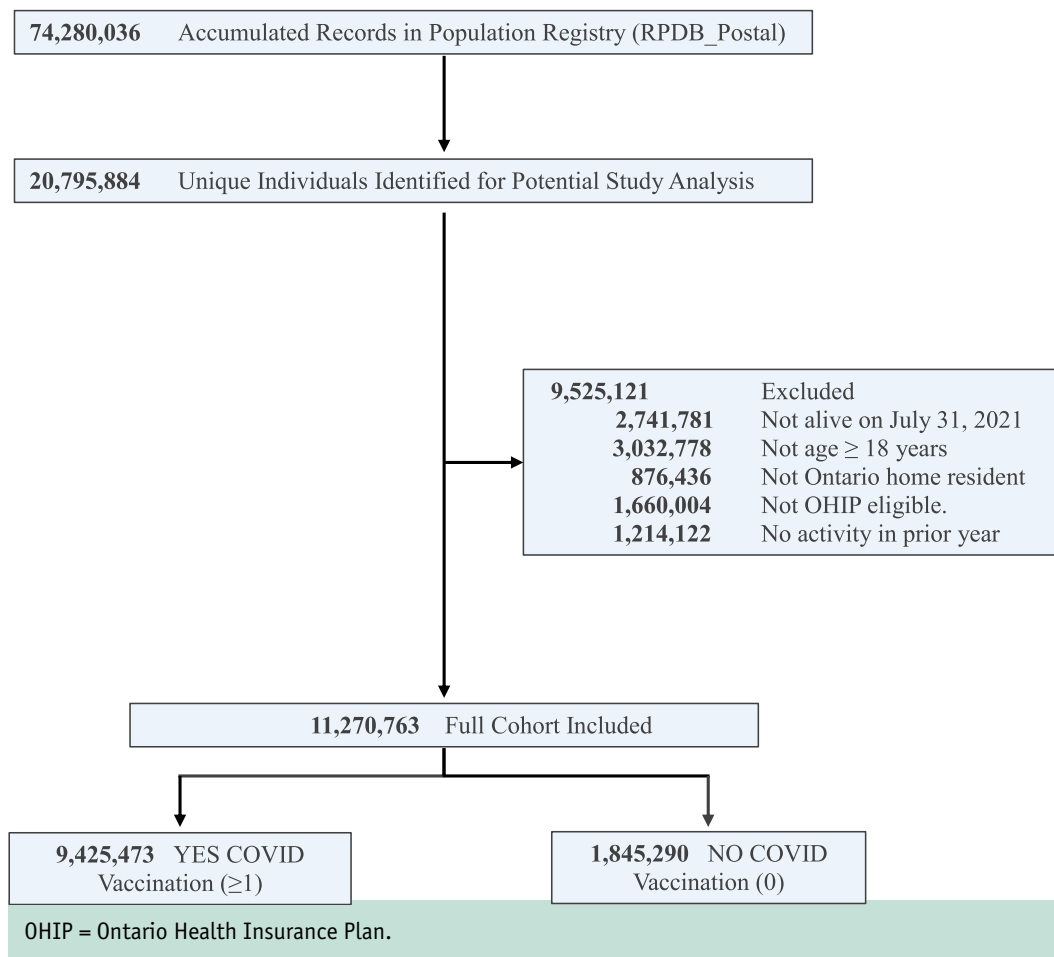 74,280,036 Accumulated Records in Population Registry (RPDB_Postal)
20,795,884 Unique Individuals Identified for Potential Study Analysis
9,525,121 Excluded
2,741,781 Not alive on July 31, 2021
3,032,778 Not age ≥ 18 years
876,436 Not Ontario home resident
1,660,004 Not OHIP eligible.
1,214,122 No activity in prior year
11,270,763 Full Cohort Included
9,425,473 YES COVID
Vaccination (≥1)
1,845,290 NO COVID
Vaccination (0)
OHIP = Ontario Health Insurance Plan.